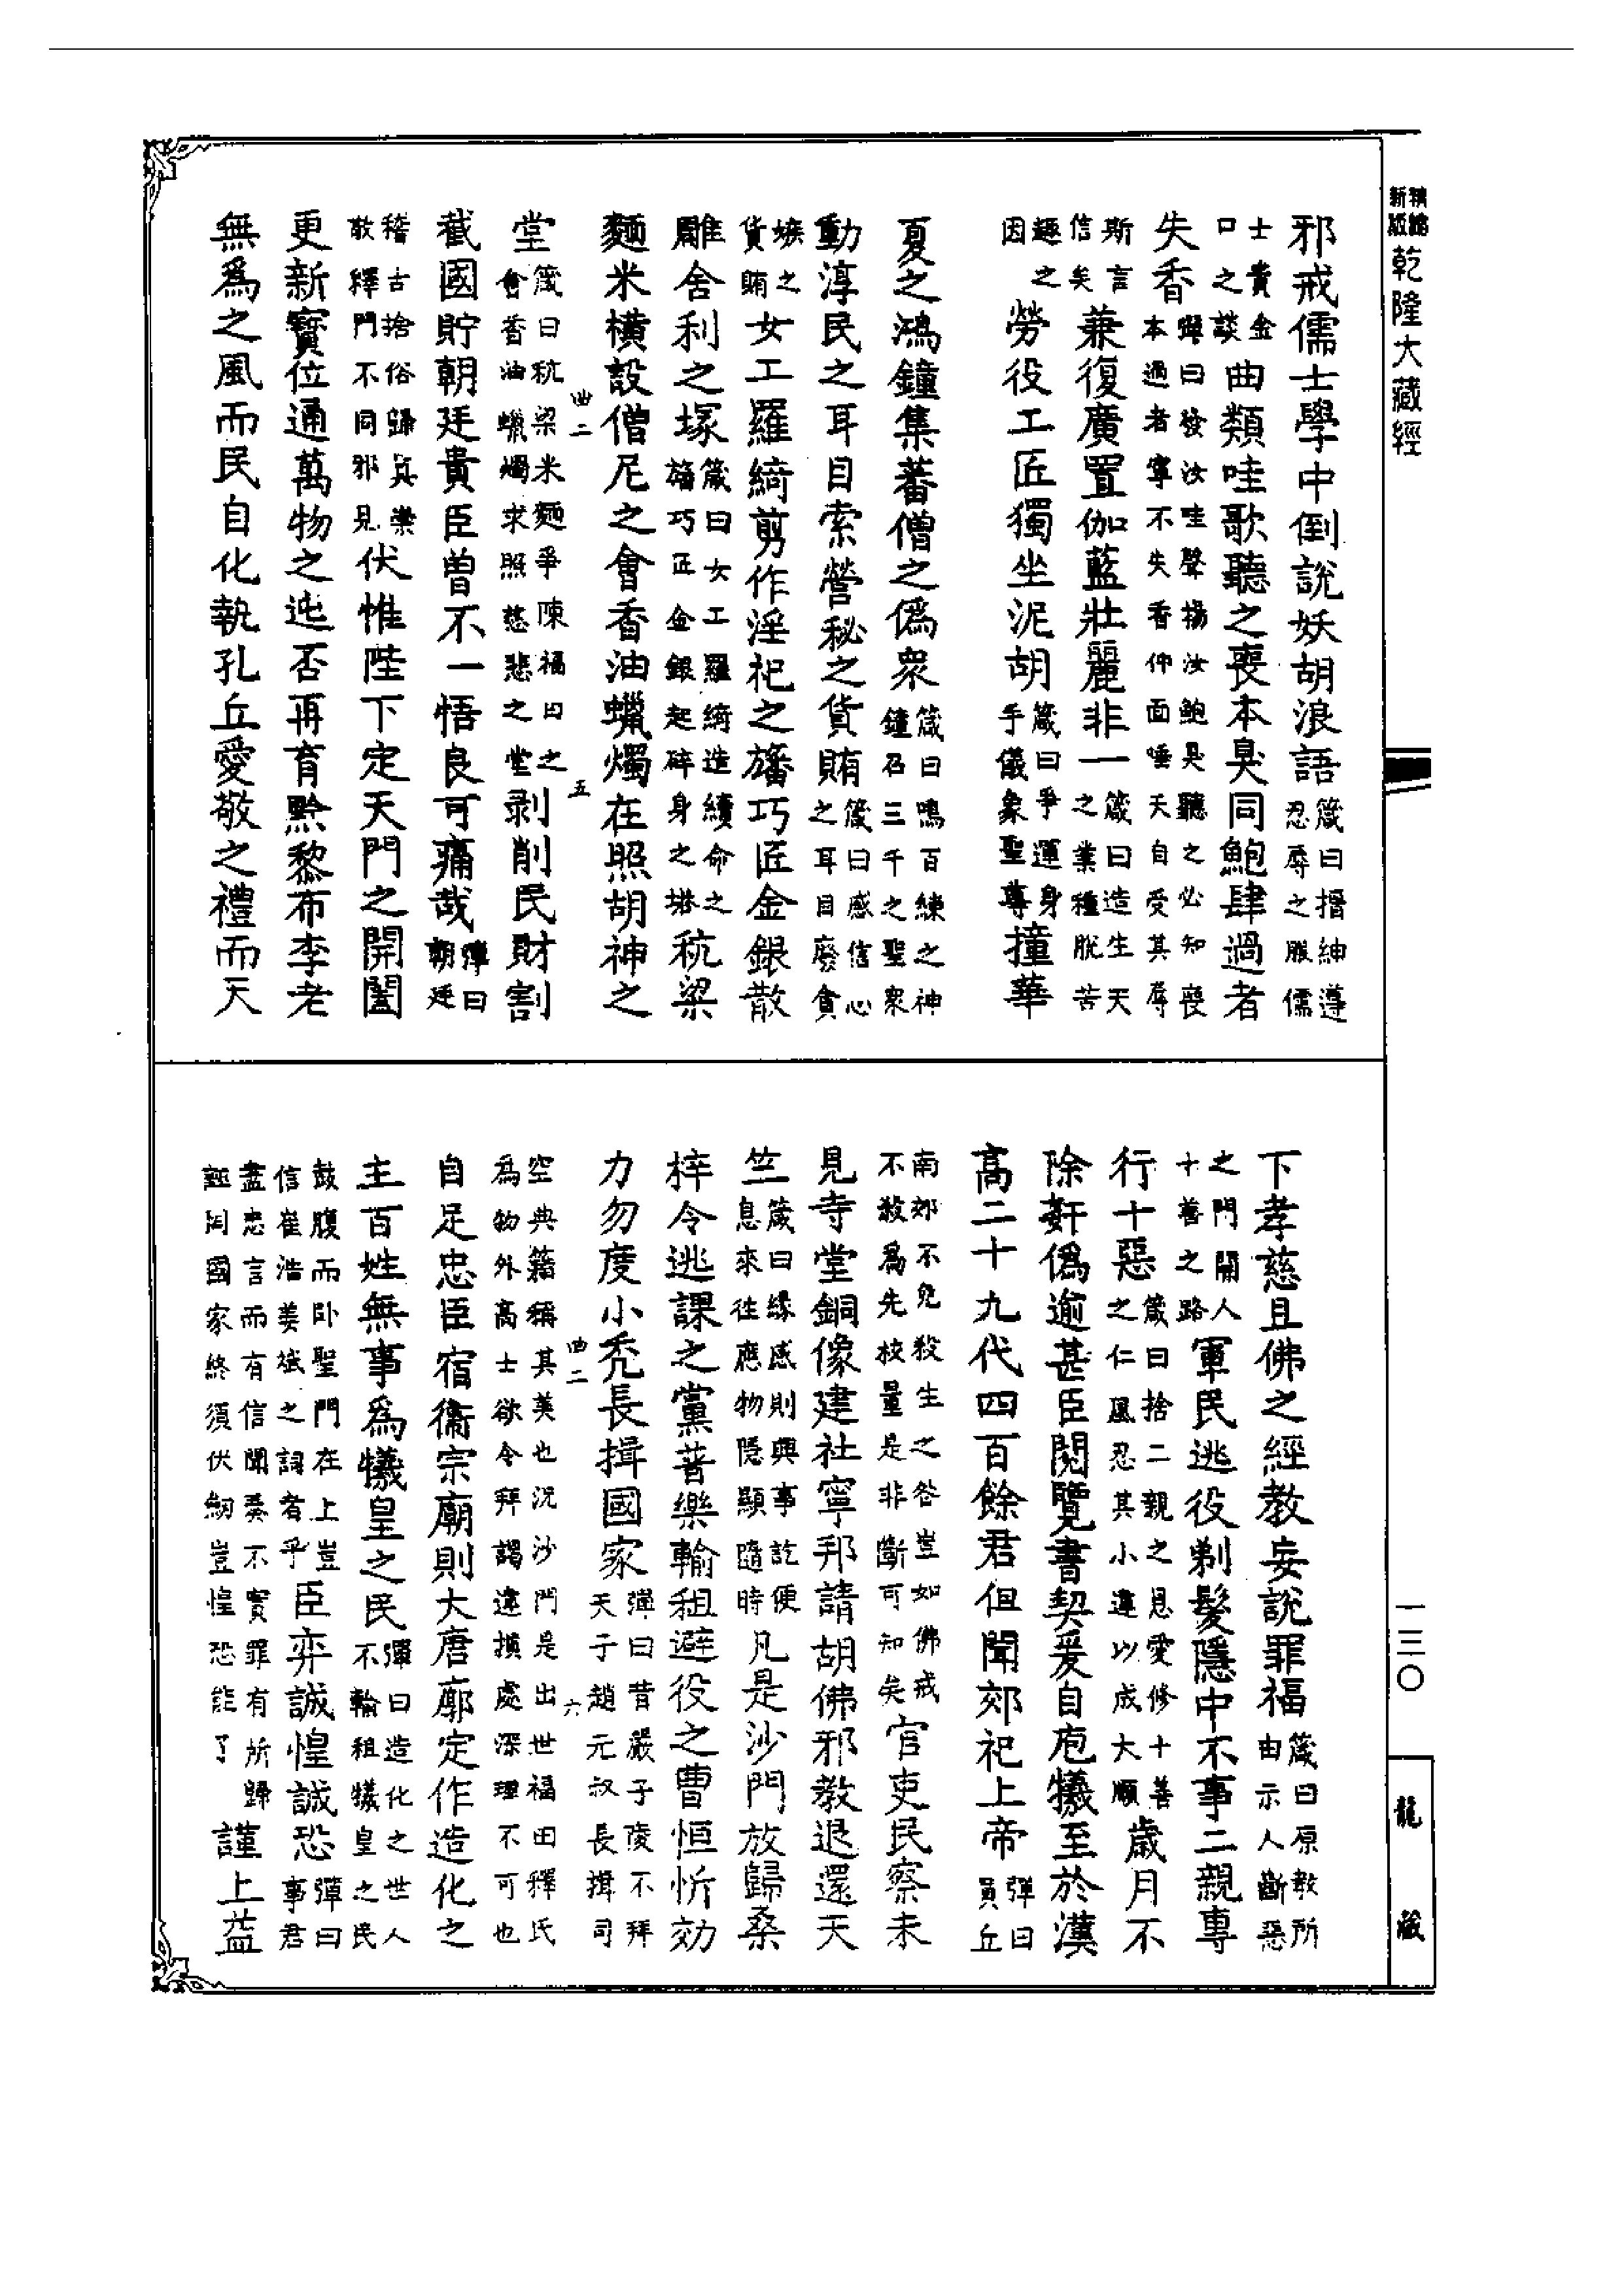 新版 精縮 乾隆大藏經
邪戒儒士學中倒説妖胡浪語箴曰搢紳遵忍辱之服儒
士貴金口之談曲類哇歌聽之喪本臭同鮑肆過者
失香彈曰發汝哇聲揚汝鮑臭聽之必知喪本過者寧不失香仰面唾天自受其辱
斯言信矣兼復廣置伽藍壯麗非一箴曰造生天之業種脫苦
趣之因勞役工匠獨坐泥胡箴曰爭運身手儀象聖尊撞華
夏之鴻鐘集蕃僧之偽衆箴曰鳴百練之神鐘召三千之聖衆
動淳民之耳目索營秘之貨賄箴曰感信心之耳目廢貪
嫉之貨賄女工羅綺剪作淫祀之旛巧匠金銀散
雕舍利之塚箴曰女工羅綺造續命之旛巧匠金銀起碎身之塔秔粱
麵米橫設僧尼之會香油蠟燭在照胡神之
曲二 五
堂箴曰秔粱米麵爭陳福田之會香油蠟燭求照慈悲之堂剥削民財割
截國貯朝廷貴臣曾不一悟良可痛哉彈曰朝廷
稽古捨俗歸真崇敬釋門不同邪見伏惟陛下定天門之開闔
更新寶位通萬物之迍否再育黔黎布李老
無爲之風而民自化執孔丘愛敬之禮而天
下孝慈且佛之經教妄説罪福箴曰原教所由示人斷惡
之門開人十善之路軍民逃役剃髮隱中不事二親專
行十惡箴曰捨二親之恩愛修十善之仁風忍其小違以成大順歲月不
除姧僞逾甚臣閱覽書契爰自庖犧至於漢
高二十九代四百餘君但聞郊祀上帝彈曰員丘
南郊不免殺生之咎豈如佛戒不殺爲先校量是非斷可知矣官吏民察未
見寺堂銅像建社寧邦請胡佛邪教退還天
竺箴曰緣感則興事訖便息來往應物隱顯隨時凡是沙門放歸桑
梓令逃課之黨普樂輸租避役之曹恒忻効
力勿度小禿長揖國家彈曰昔嚴子陵不拜天子趙元叔長揖司
曲二 六
空典籍稱其美也況沙門是出世福田釋氏爲物外高士欲令拜謁違損處深理不可也
自足忠臣宿衞宗廟則大唐廓定作造化之
主百姓無事爲犧皇之民彈曰造化之世人不輸租犧皇之民
鼓腹而卧聖門在上豈信崔浩姜斌之詞者乎臣弈誠惶誠恐彈曰事君
盡忠言而有信聞奏不實罪有所歸誣罔國家終須伏劒豈惶恐能了謹上益
一三〇
龍藏